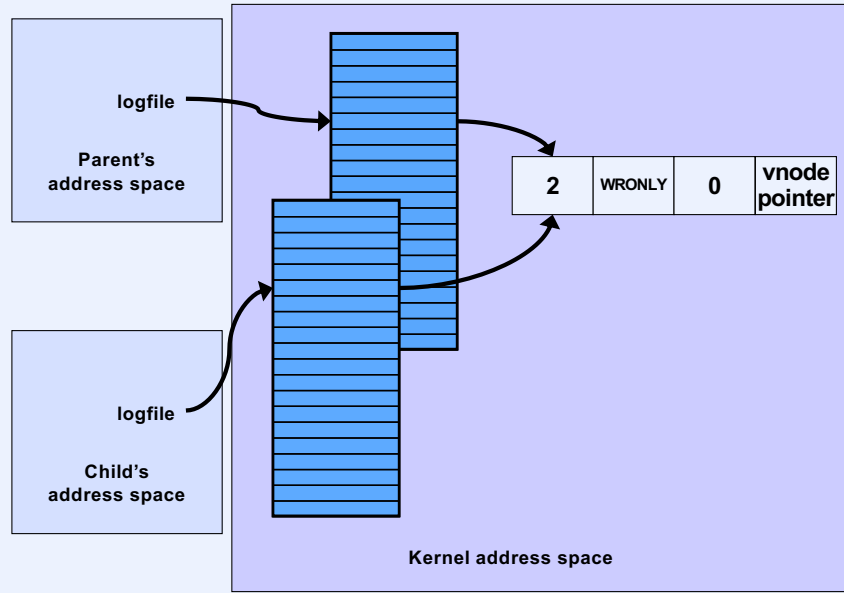 logfile
Parent’s
address space
2
WRONLY
0
vnode
pointer
logfile
Child’s
address space
Kernel address space